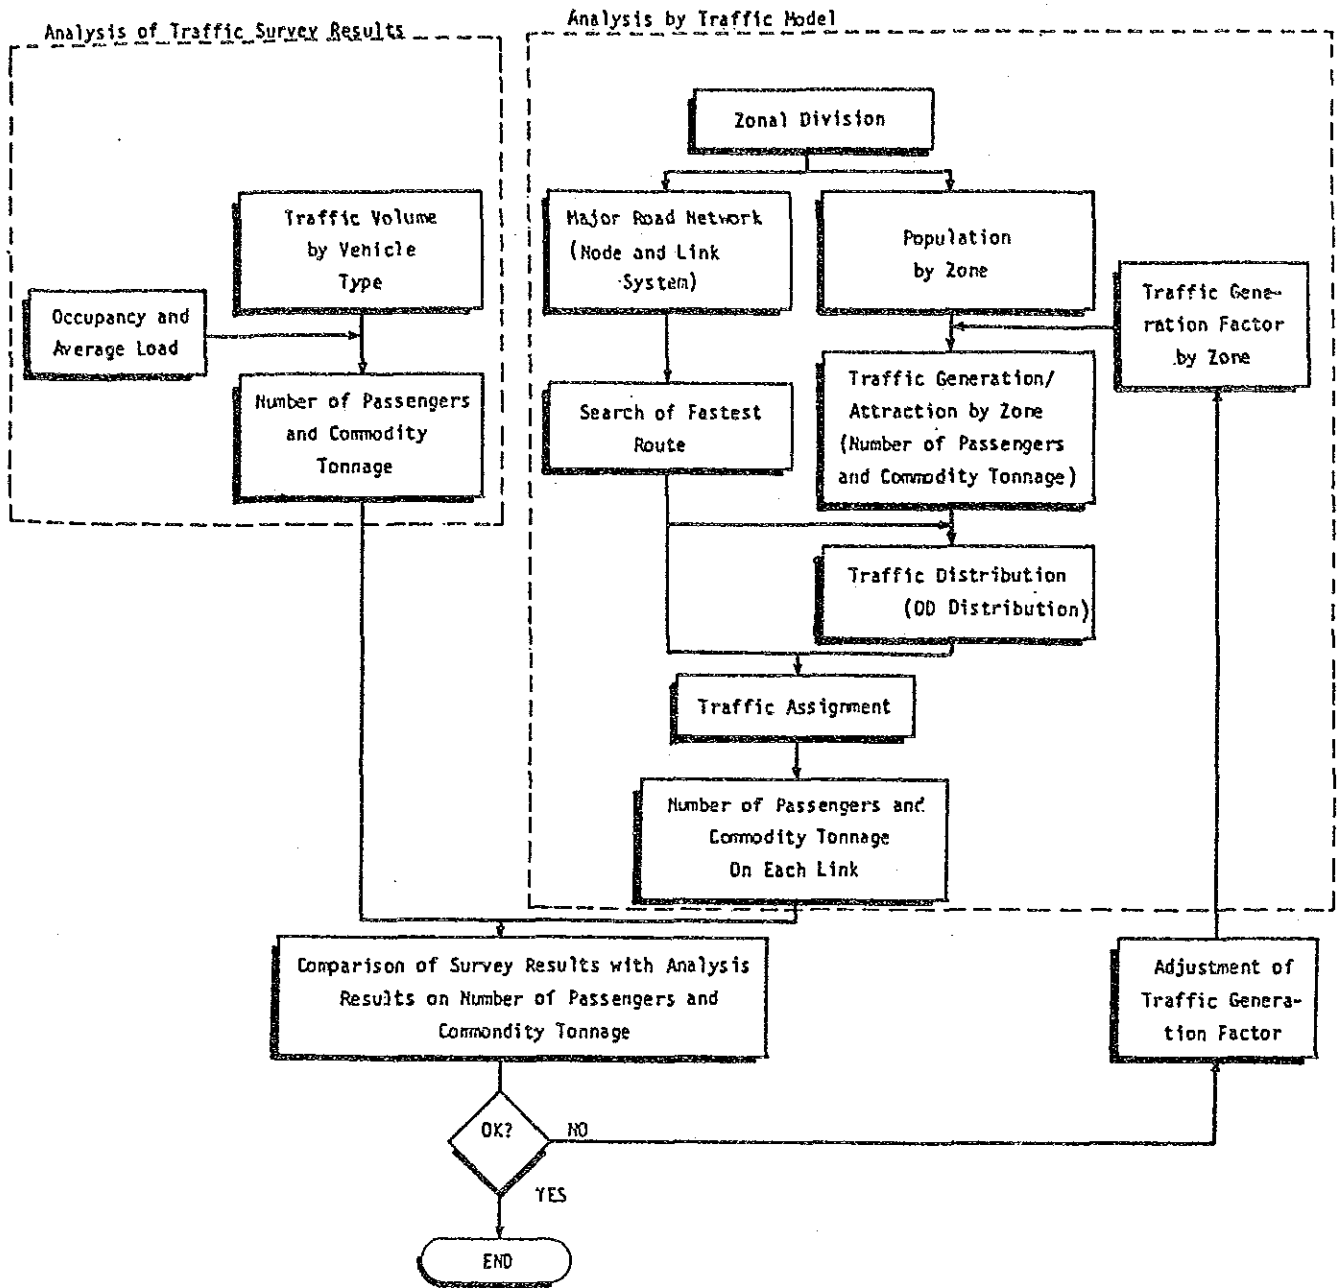 Analysis of Traffic Survey Results
Analysis by Traffic Model
Zonal Division
Traffic Volume
by Vehicle
Type
Major Road Network
(Node and Link
System)
Population
by Zone
Occupancy and
Average Load
Traffic Gene-
ration Factor
by Zone
Number of Passengers
and Commodity
Tonnage
Search of Fastest
Route
Traffic Generation/
Attraction by Zone
(Number of Passengers
and Commodity Tonnage)
Traffic Distribution
(OD Distribution)
Traffic Assignment
Number of Passengers and
Commodity Tonnage
On Each Link
Comparison of Survey Results with Analysis
Results on Number of Passengers and
Commondity Tonnage
Adjustment of
Traffic Genera-
tion Factor
OK?
NO
YES
END